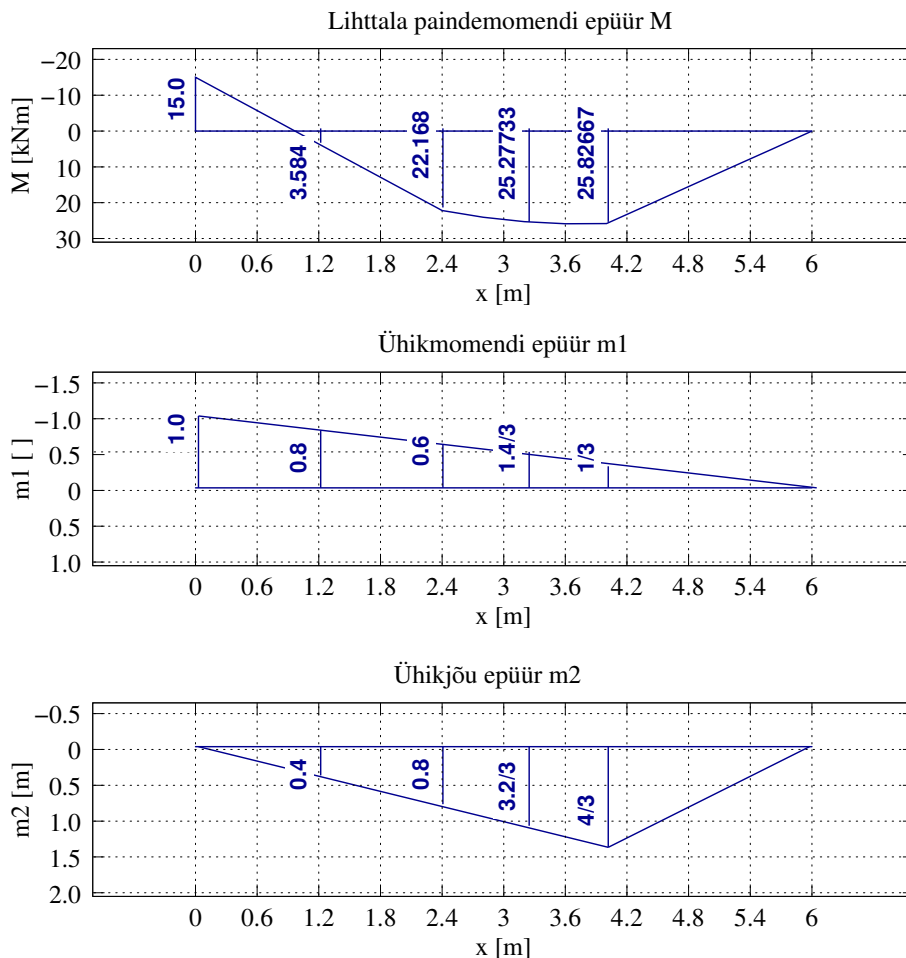 Lihttala paindemomendi epüür M
M [kNm]
−20
−10
0
10
20
30
15.0
3.584
22.168
25.27733
25.82667
0 0.6 1.2 1.8 2.4 3 3.6 4.2 4.8 5.4 6
x [m]
Ühikmomendi epüür m1
m1 [ ]
−1.5
−1.0
0.5
0
0.5
1.0
1.0
0.8
0.6
1.4/3
1/3
0 0.6 1.2 1.8 2.4 3 3.6 4.2 4.8 5.4 6
x [m]
Ühikjõu epüür m2
m2 [m]
−0.5
0
0.5
1.0
1.5
2.0
0.4
0.8
3.2/3
4/3
0 0.6 1.2 1.8 2.4 3 3.6 4.2 4.8 5.4 6
x [m]